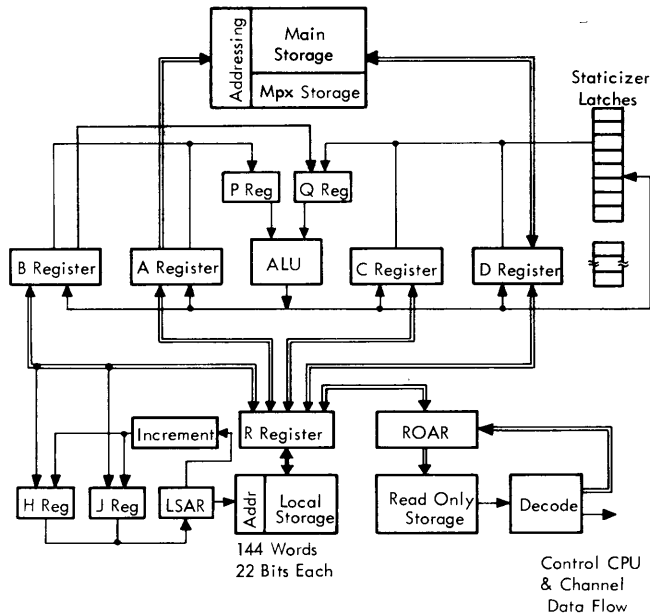 Addressing
Main
Storage
Mpx Storage
Staticizer
Latches
P Reg
Q Reg
B Register
A Register
ALU
C Register
D Register
Increment
R Register
ROAR
H Reg
J Reg
LSAR
Addr
Local
Storage
Read Only
Storage
Decode
144 Words
22 Bits Each
Control CPU
& Channel
Data Flow